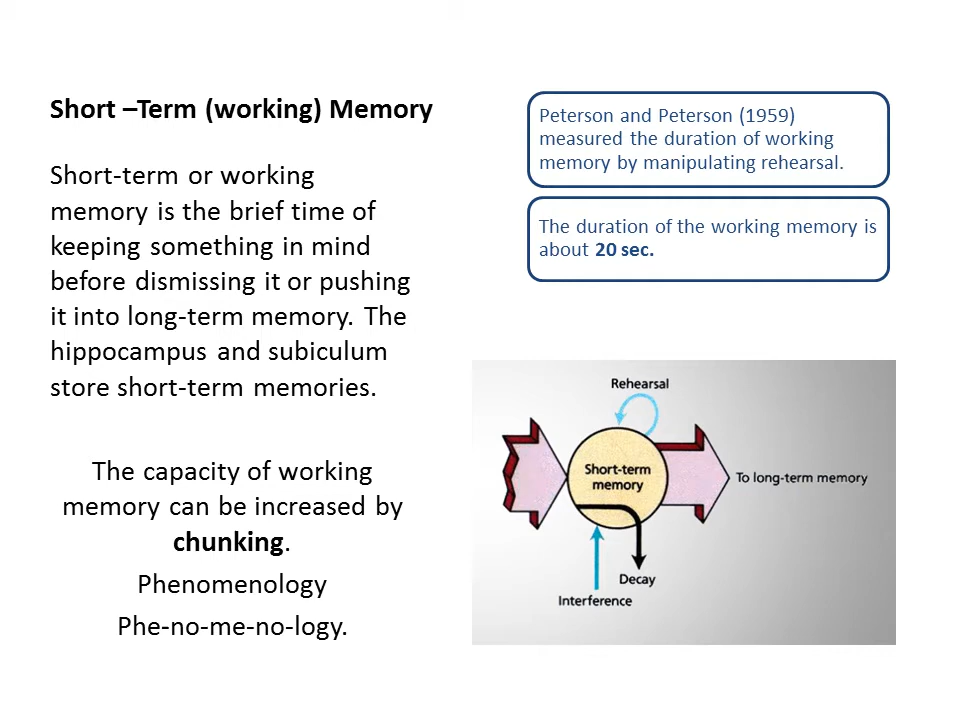 Short –Term (working) Memory
Short-term or working
memory is the brief time of
keeping something in mind
before dismissing it or pushing
it into long-term memory. The
hippocampus and subiculum
store short-term memories.
The capacity of working
memory can be increased by
chunking.
Phenomenology
Phe-no-me-no-logy.
Peterson and Peterson (1959)
measured the duration of working
memory by manipulating rehearsal.
The duration of the working memory is
about 20 sec.
Rehearsal
Short-term
memory
To long-term memory
Decay
Interference